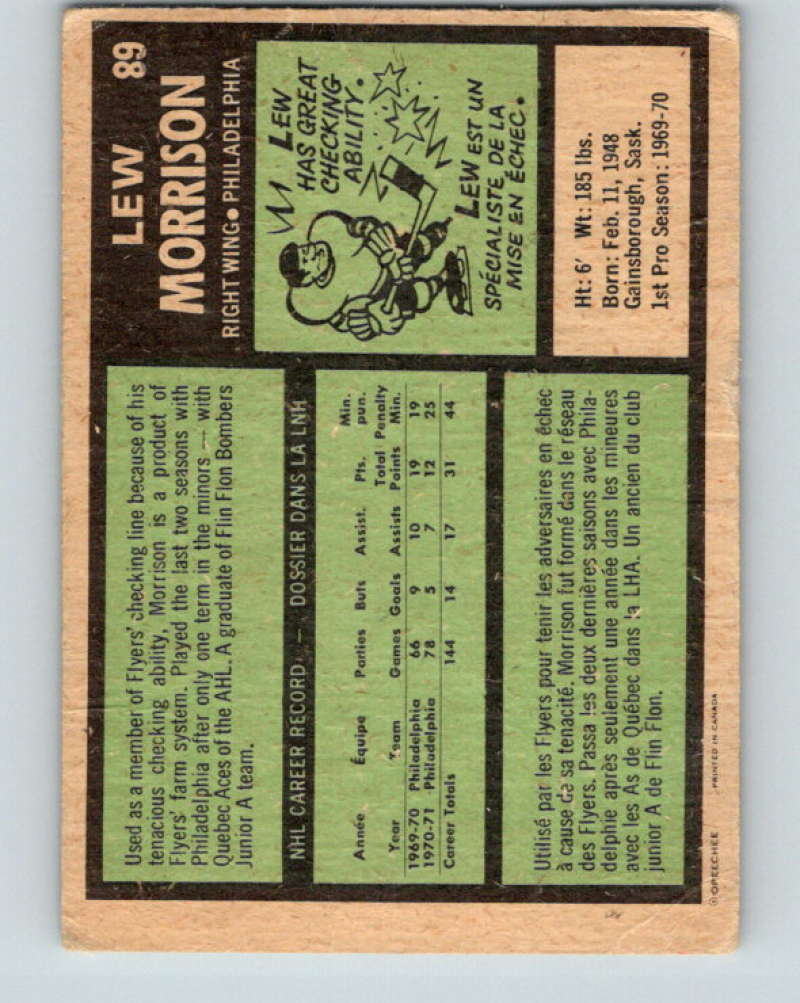 LEW 89
MORRISON
RIGHT WING • PHILADELPHIA
Used as a member of Flyers' checking line because of his
tenacious checking ability, Morrison is a product of
Flyers' farm system. Played the last two seasons with
Philadelphia after only one term in the minors — with
Quebec Aces of the AHL. A graduate of Flin Flon Bombers
Junior A team.
LEW
HAS GREAT
CHECKING
ABILITY.
LEW EST UN
SPÉCIALISTE DE LA
MISE EN ÉCHEC.
NHL CAREER RECORD — DOSSIER DANS LA LNH
Année Équipe Parties Buts Assist. Pts. Min. pun.
Year Team Games Goals Assists Total Points Penalty Min.
1969-70 Philadelphia 66 9 10 19 19
1970-71 Philadelphia 78 5 7 12 25
Career Totals 144 14 17 31 44
Ht: 6' Wt: 185 lbs.
Born: Feb. 11, 1948
Gainsborough, Sask.
1st Pro Season: 1969-70
Utilisé par les Flyers pour tenir les adversaires en échec
à cause de sa tenacité. Morrison fut formé dans le réseau
des Flyers. Passa les deux dernières saisons avec Phila-
delphie après seulement une année dans les mineures
avec les As de Québec dans la LHA. Un ancien du club
junior A de Flin Flon.
© OPEECHEE PRINTED IN CANADA